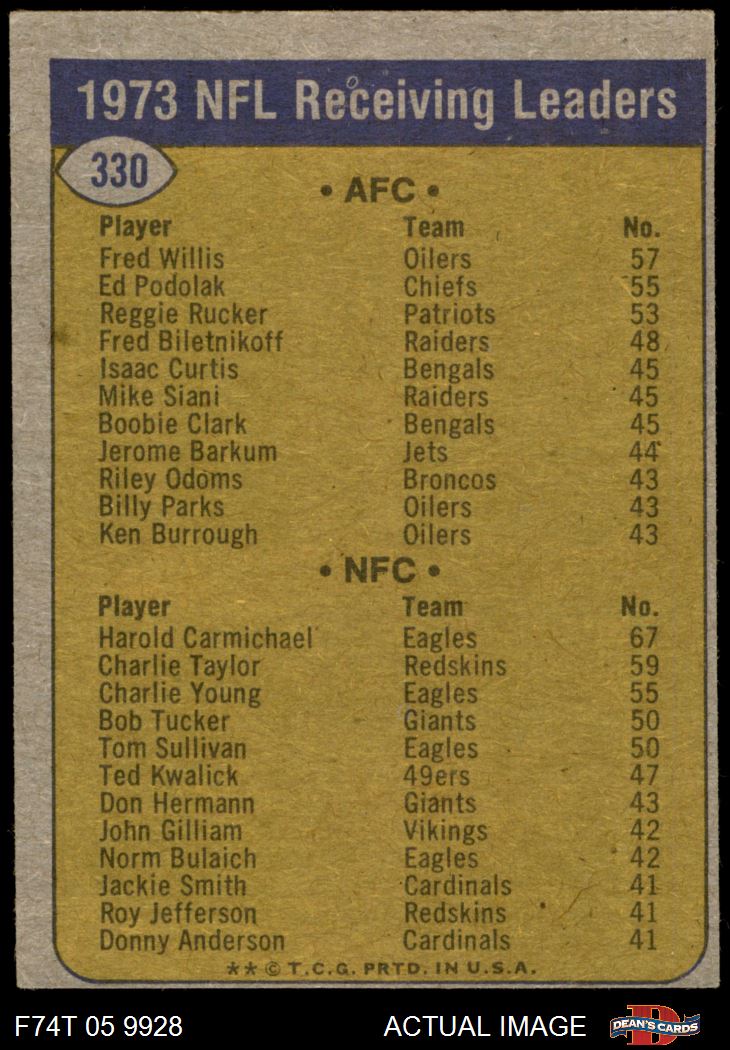 1973 NFL Receiving Leaders
330
• AFC •
Player Team No.
Fred Willis Oilers 57
Ed Podolak Chiefs 55
Reggie Rucker Patriots 53
Fred Biletnikoff Raiders 48
Isaac Curtis Bengals 45
Mike Siani Raiders 45
Boobie Clark Bengals 45
Jerome Barkum Jets 44
Riley Odoms Broncos 43
Billy Parks Oilers 43
Ken Burrough Oilers 43
• NFC •
Player Team No.
Harold Carmichael Eagles 67
Charlie Taylor Redskins 59
Charlie Young Eagles 55
Bob Tucker Giants 50
Tom Sullivan Eagles 50
Ted Kwalick 49ers 47
Don Hermann Giants 43
John Gilliam Vikings 42
Norm Bulaich Eagles 42
Jackie Smith Cardinals 41
Roy Jefferson Redskins 41
Donny Anderson Cardinals 41
** © T.C.G. PRTD. IN U.S.A.
F74T 05 9928 ACTUAL IMAGE D DEAN'S CARDS